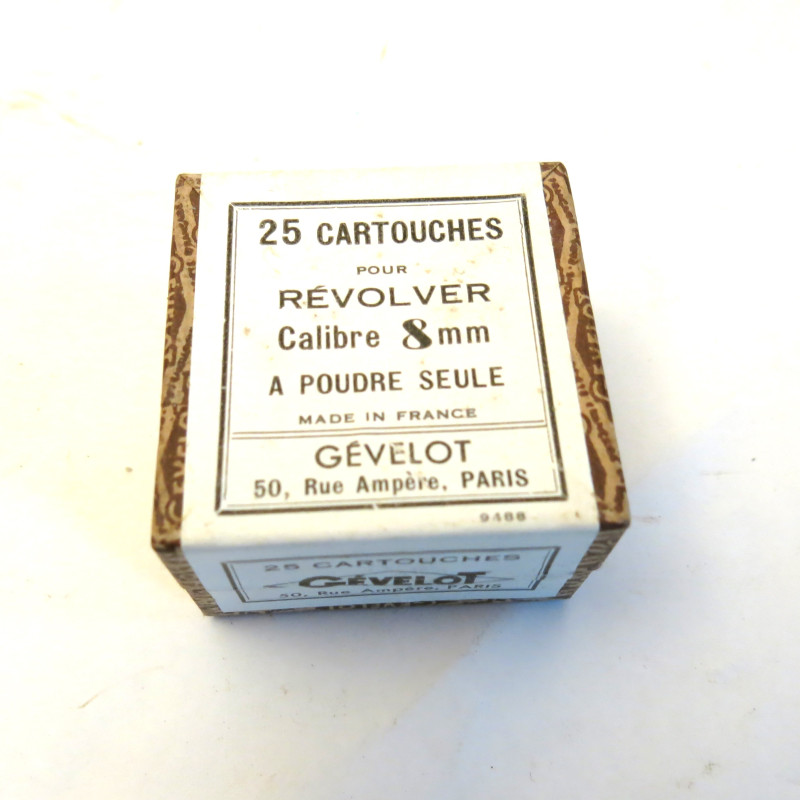 25 CARTOUCHES
POUR
RÉVOLVER
Calibre 8mm
A POUDRE SEULE
MADE IN FRANCE
GÉVELOT
50, Rue Ampère, PARIS
9488
25 CARTOUCHES
GÉVELOT
50, Rue Ampère, PARIS